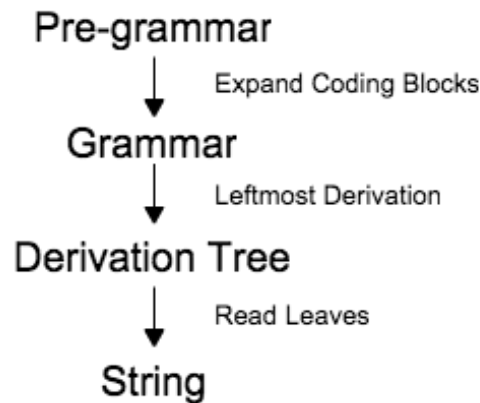 Pre-grammar
Expand Coding Blocks
Grammar
Leftmost Derivation
Derivation Tree
Read Leaves
String